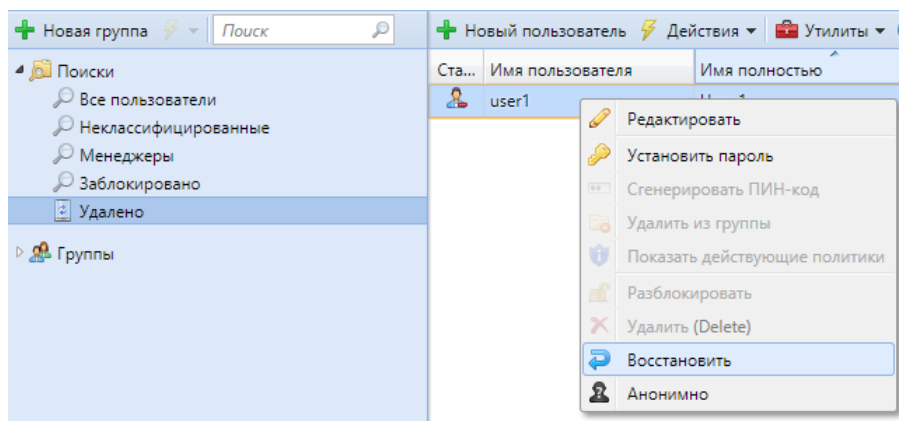 Новая группа Поиск
Новый пользователь Действия Утилиты
Поиски
Все пользователи
Неклассифицированные
Менеджеры
Заблокировано
Удалено
Группы
Ста... Имя пользователя Имя полностью
user1
Редактировать
Установить пароль
Сгенерировать ПИН-код
Удалить из группы
Показать действующие политики
Разблокировать
Удалить (Delete)
Восстановить
Анонимно